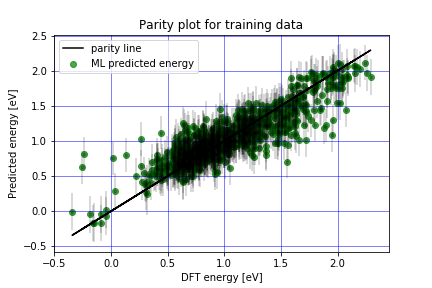 Parity plot for training data
parity line
ML predicted energy
Predicted energy [eV]
2.5
2.0
1.5
1.0
0.5
0.0
−0.5
−0.5
0.0
0.5
1.0
1.5
2.0
DFT energy [eV]